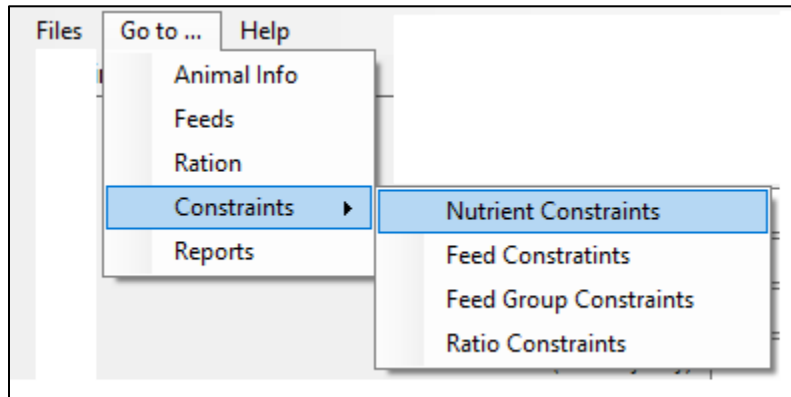 Files Go to ... Help
Animal Info
Feeds
Ration
Constraints
Reports
Nutrient Constraints
Feed Constratints
Feed Group Constraints
Ratio Constraints